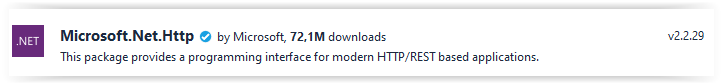 .NET
Microsoft.Net.Http by Microsoft, 72,1M downloads v2.2.29
This package provides a programming interface for modern HTTP/REST based applications.